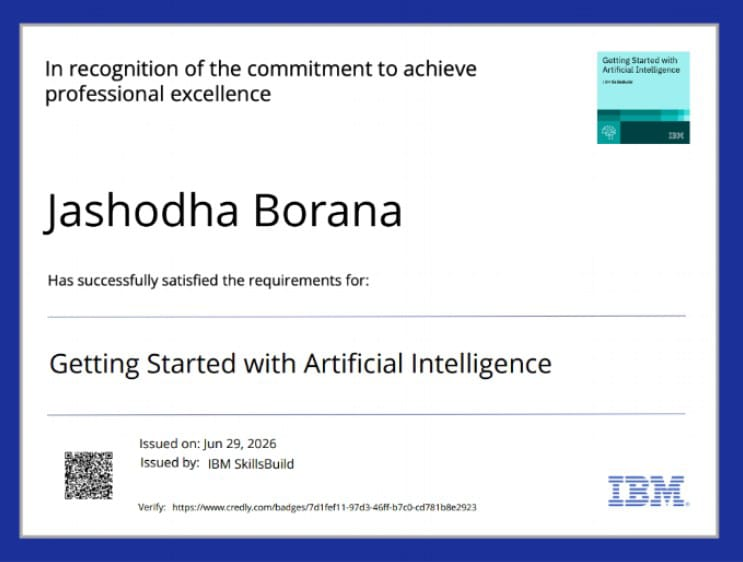 In recognition of the commitment to achieve
professional excellence
Getting Started with
Artificial Intelligence
IBM SkillsBuild
IBM
Jashodha Borana
Has successfully satisfied the requirements for:
Getting Started with Artificial Intelligence
Issued on: Jun 29, 2026
Issued by: IBM SkillsBuild
Verify: https://www.credly.com/badges/7d1fef11-97d3-46ff-b7c0-cd781b8e2923
IBM